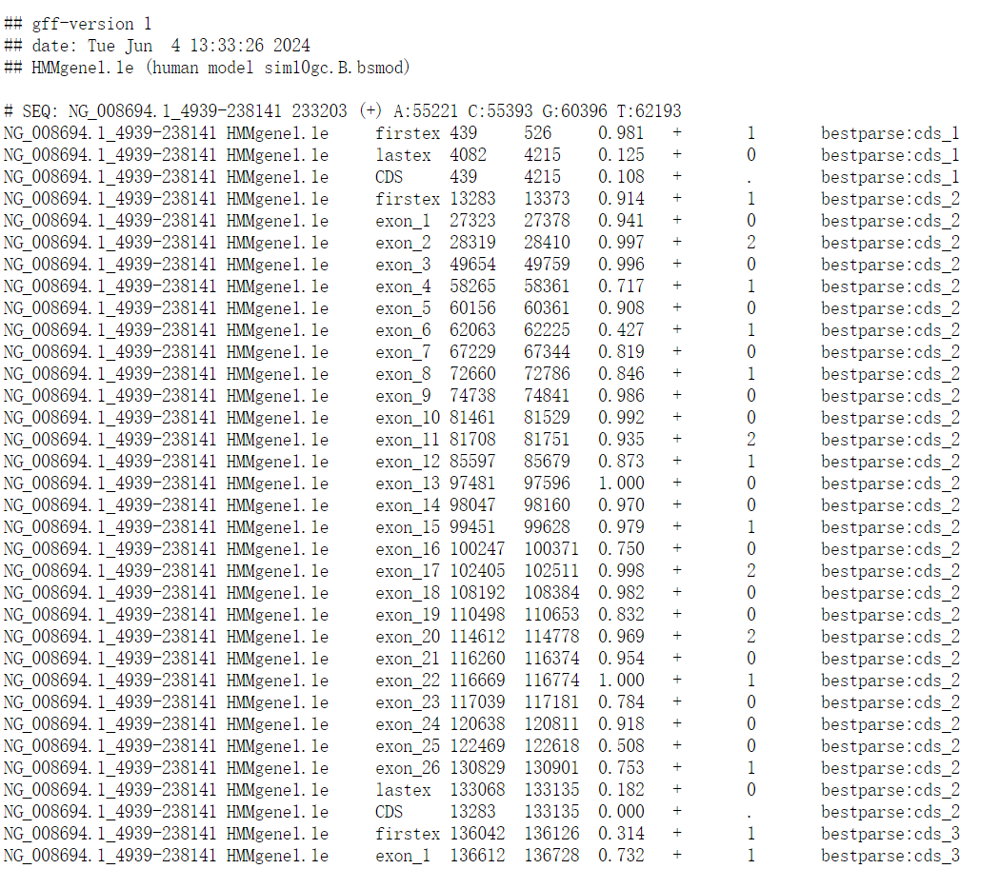 ## gff-version 1
## date: Tue Jun  4 13:33:26 2024
## HMMgene1.1e (human model sim10gc.B.bsmod)
# SEQ: NG_008694.1_4939-238141 233203 (+) A:55221 C:55393 G:60396 T:62193
NG_008694.1_4939-238141 HMMgene1.1e firstex 439 526 0.981 + 1 bestparse:cds_1
NG_008694.1_4939-238141 HMMgene1.1e lastex 4082 4215 0.125 + 0 bestparse:cds_1
NG_008694.1_4939-238141 HMMgene1.1e CDS 439 4215 0.108 + . bestparse:cds_1
NG_008694.1_4939-238141 HMMgene1.1e firstex 13283 13373 0.914 + 1 bestparse:cds_2
NG_008694.1_4939-238141 HMMgene1.1e exon_1 27323 27378 0.941 + 0 bestparse:cds_2
NG_008694.1_4939-238141 HMMgene1.1e exon_2 28319 28410 0.997 + 2 bestparse:cds_2
NG_008694.1_4939-238141 HMMgene1.1e exon_3 49654 49759 0.996 + 0 bestparse:cds_2
NG_008694.1_4939-238141 HMMgene1.1e exon_4 58265 58361 0.717 + 1 bestparse:cds_2
NG_008694.1_4939-238141 HMMgene1.1e exon_5 60156 60361 0.908 + 0 bestparse:cds_2
NG_008694.1_4939-238141 HMMgene1.1e exon_6 62063 62225 0.427 + 1 bestparse:cds_2
NG_008694.1_4939-238141 HMMgene1.1e exon_7 67229 67344 0.819 + 0 bestparse:cds_2
NG_008694.1_4939-238141 HMMgene1.1e exon_8 72660 72786 0.846 + 1 bestparse:cds_2
NG_008694.1_4939-238141 HMMgene1.1e exon_9 74738 74841 0.986 + 0 bestparse:cds_2
NG_008694.1_4939-238141 HMMgene1.1e exon_10 81461 81529 0.992 + 0 bestparse:cds_2
NG_008694.1_4939-238141 HMMgene1.1e exon_11 81708 81751 0.935 + 2 bestparse:cds_2
NG_008694.1_4939-238141 HMMgene1.1e exon_12 85597 85679 0.873 + 1 bestparse:cds_2
NG_008694.1_4939-238141 HMMgene1.1e exon_13 97481 97596 1.000 + 0 bestparse:cds_2
NG_008694.1_4939-238141 HMMgene1.1e exon_14 98047 98160 0.970 + 0 bestparse:cds_2
NG_008694.1_4939-238141 HMMgene1.1e exon_15 99451 99628 0.979 + 1 bestparse:cds_2
NG_008694.1_4939-238141 HMMgene1.1e exon_16 100247 100371 0.750 + 0 bestparse:cds_2
NG_008694.1_4939-238141 HMMgene1.1e exon_17 102405 102511 0.998 + 2 bestparse:cds_2
NG_008694.1_4939-238141 HMMgene1.1e exon_18 108192 108384 0.982 + 0 bestparse:cds_2
NG_008694.1_4939-238141 HMMgene1.1e exon_19 110498 110653 0.832 + 0 bestparse:cds_2
NG_008694.1_4939-238141 HMMgene1.1e exon_20 114612 114778 0.969 + 2 bestparse:cds_2
NG_008694.1_4939-238141 HMMgene1.1e exon_21 116260 116374 0.954 + 0 bestparse:cds_2
NG_008694.1_4939-238141 HMMgene1.1e exon_22 116669 116774 1.000 + 1 bestparse:cds_2
NG_008694.1_4939-238141 HMMgene1.1e exon_23 117039 117181 0.784 + 0 bestparse:cds_2
NG_008694.1_4939-238141 HMMgene1.1e exon_24 120638 120811 0.918 + 0 bestparse:cds_2
NG_008694.1_4939-238141 HMMgene1.1e exon_25 122469 122618 0.508 + 0 bestparse:cds_2
NG_008694.1_4939-238141 HMMgene1.1e exon_26 130829 130901 0.753 + 1 bestparse:cds_2
NG_008694.1_4939-238141 HMMgene1.1e lastex 133068 133135 0.182 + 0 bestparse:cds_2
NG_008694.1_4939-238141 HMMgene1.1e CDS 13283 133135 0.000 + . bestparse:cds_2
NG_008694.1_4939-238141 HMMgene1.1e firstex 136042 136126 0.314 + 1 bestparse:cds_3
NG_008694.1_4939-238141 HMMgene1.1e exon_1 136612 136728 0.732 + 1 bestparse:cds_3